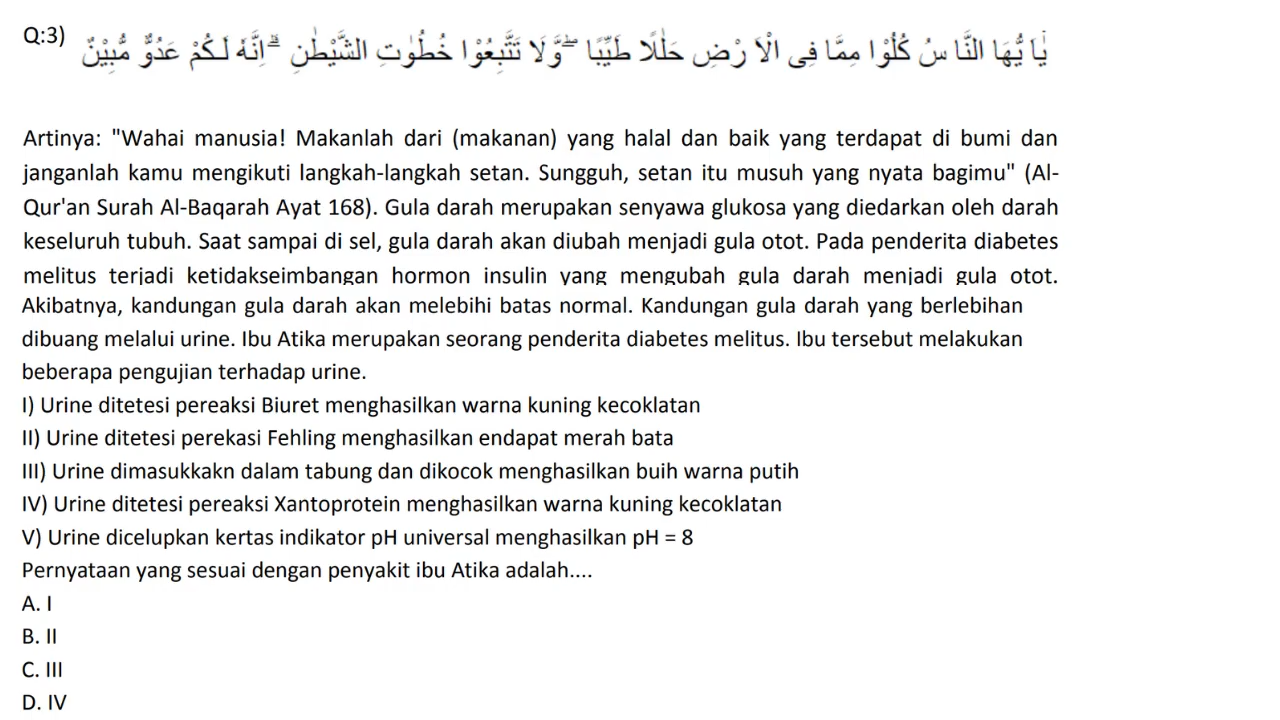 Q:3) يٰٓاَ يُّهَا النَّا سُ كُلُوْا مِمَّا فِى الْاَ رْضِ حَلٰلًا طَيِّبًا ۖ وَّلَا تَتَّبِعُوْا خُطُوٰتِ الشَّيْطٰنِ ۗ اِنَّهٗ لَـكُمْ عَدُوٌّ مُّبِيْنٌ
Artinya: "Wahai manusia! Makanlah dari (makanan) yang halal dan baik yang terdapat di bumi dan
janganlah kamu mengikuti langkah-langkah setan. Sungguh, setan itu musuh yang nyata bagimu" (Al-
Qur'an Surah Al-Baqarah Ayat 168). Gula darah merupakan senyawa glukosa yang diedarkan oleh darah
keseluruh tubuh. Saat sampai di sel, gula darah akan diubah menjadi gula otot. Pada penderita diabetes
melitus terjadi ketidakseimbangan hormon insulin yang mengubah gula darah menjadi gula otot.
Akibatnya, kandungan gula darah akan melebihi batas normal. Kandungan gula darah yang berlebihan
dibuang melalui urine. Ibu Atika merupakan seorang penderita diabetes melitus. Ibu tersebut melakukan
beberapa pengujian terhadap urine.
I) Urine ditetesi pereaksi Biuret menghasilkan warna kuning kecoklatan
II) Urine ditetesi perekasi Fehling menghasilkan endapat merah bata
III) Urine dimasukkakn dalam tabung dan dikocok menghasilkan buih warna putih
IV) Urine ditetesi pereaksi Xantoprotein menghasilkan warna kuning kecoklatan
V) Urine dicelupkan kertas indikator pH universal menghasilkan pH = 8
Pernyataan yang sesuai dengan penyakit ibu Atika adalah....
A. I
B. II
C. III
D. IV